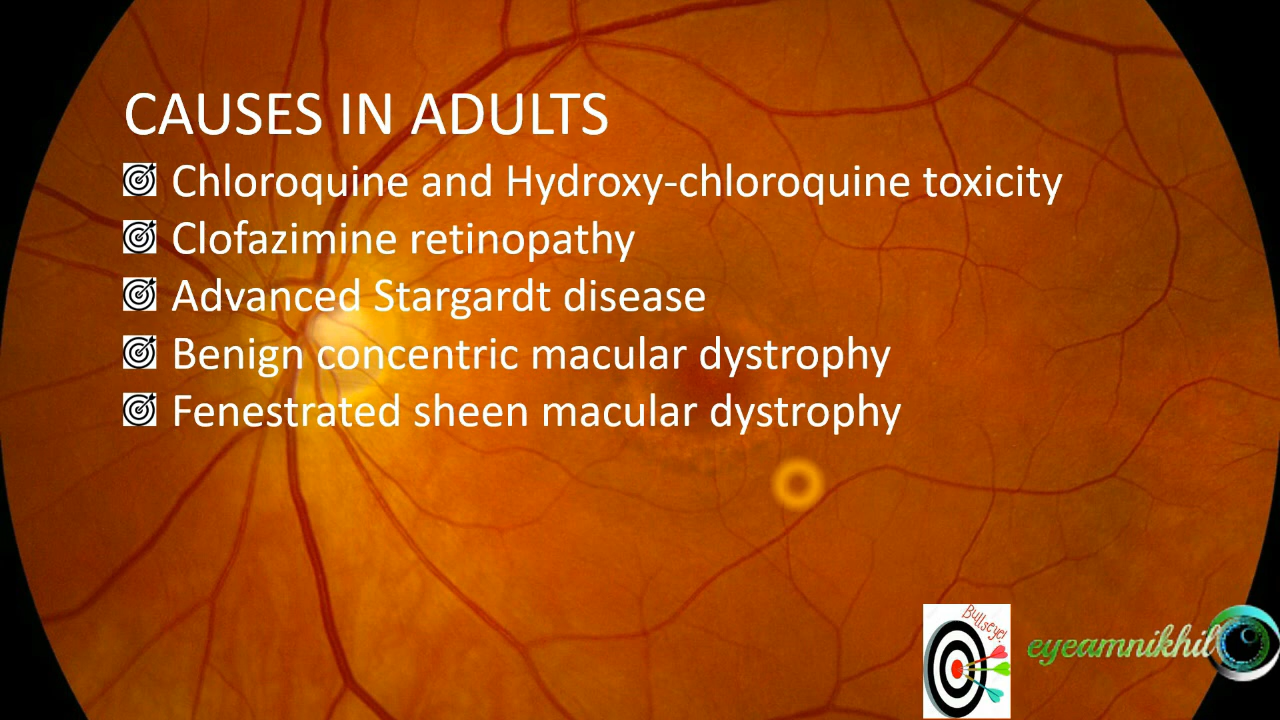 CAUSES IN ADULTS
Chloroquine and Hydroxy-chloroquine toxicity
Clofazimine retinopathy
Advanced Stargardt disease
Benign concentric macular dystrophy
Fenestrated sheen macular dystrophy
Bullseye!
eyeamnikhil